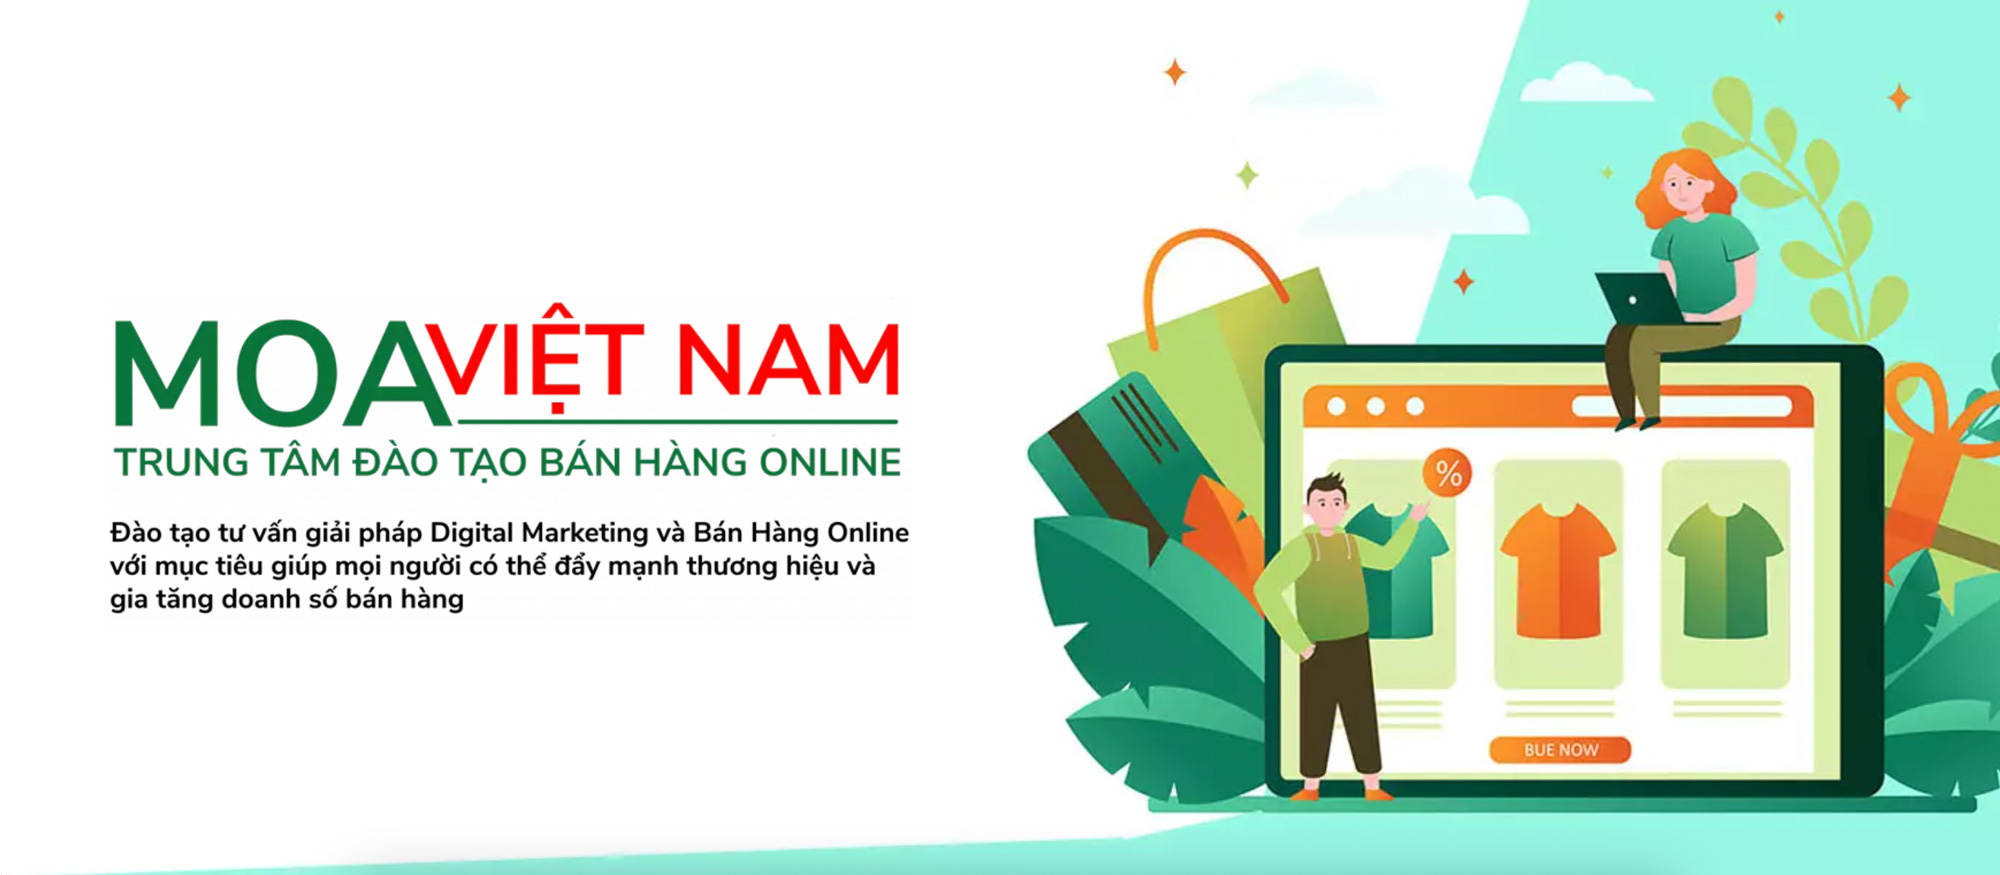 MOA VIỆT NAM
TRUNG TÂM ĐÀO TẠO BÁN HÀNG ONLINE
Đào tạo tư vấn giải pháp Digital Marketing và Bán Hàng Online
với mục tiêu giúp mọi người có thể đẩy mạnh thương hiệu và
gia tăng doanh số bán hàng
%
BUE NOW